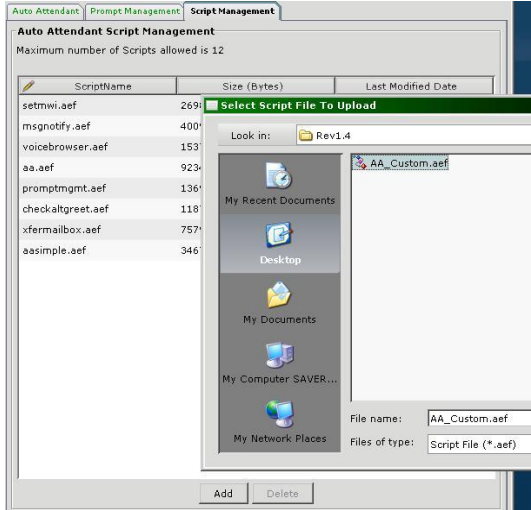 Auto Attendant Prompt Management Script Management
Auto Attendant Script Management
Maximum number of Scripts allowed is 12
ScriptName Size (Bytes) Last Modified Date
setmwi.aef
msgnotify.aef
voicebrowser.aef
aa.aef
promptmgmt.aef
checkaltgreet.aef
xfermailbox.aef
aasimple.aef
Select Script File To Upload
Look in: Rev1.4
AA_Custom.aef
My Recent Documents
Desktop
My Documents
My Computer SAVER...
My Network Places
File name: AA_Custom.aef
Files of type: Script File (*.aef)
Add Delete